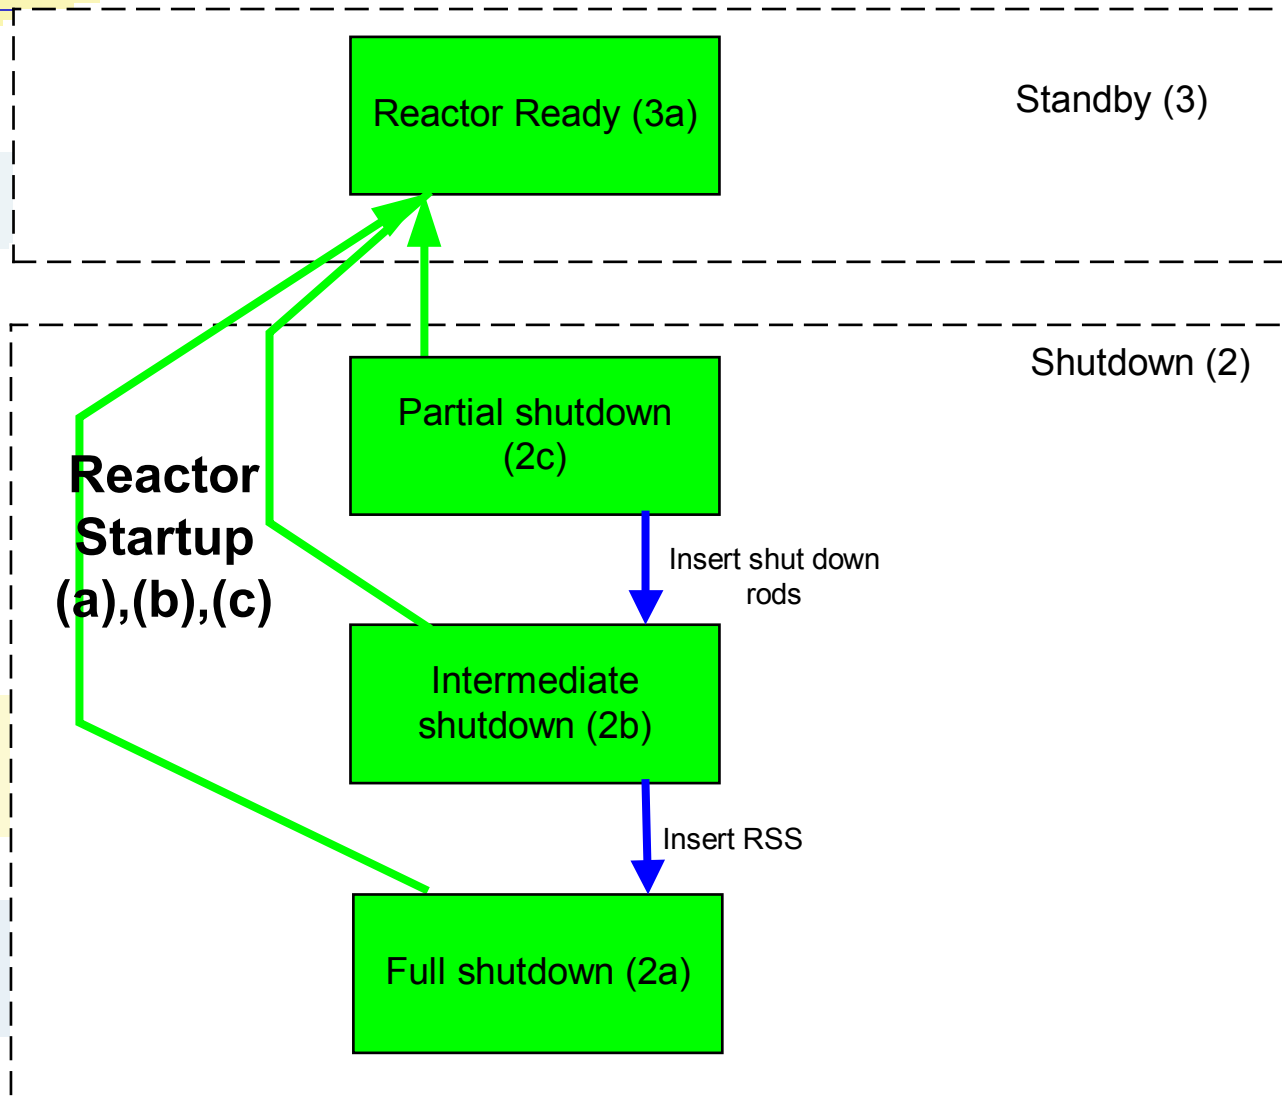 Reactor Ready (3a)
Standby (3)
Shutdown (2)
Partial shutdown
(2c)
Reactor
Startup
(a),(b),(c)
Insert shut down
rods
Intermediate
shutdown (2b)
Insert RSS
Full shutdown (2a)